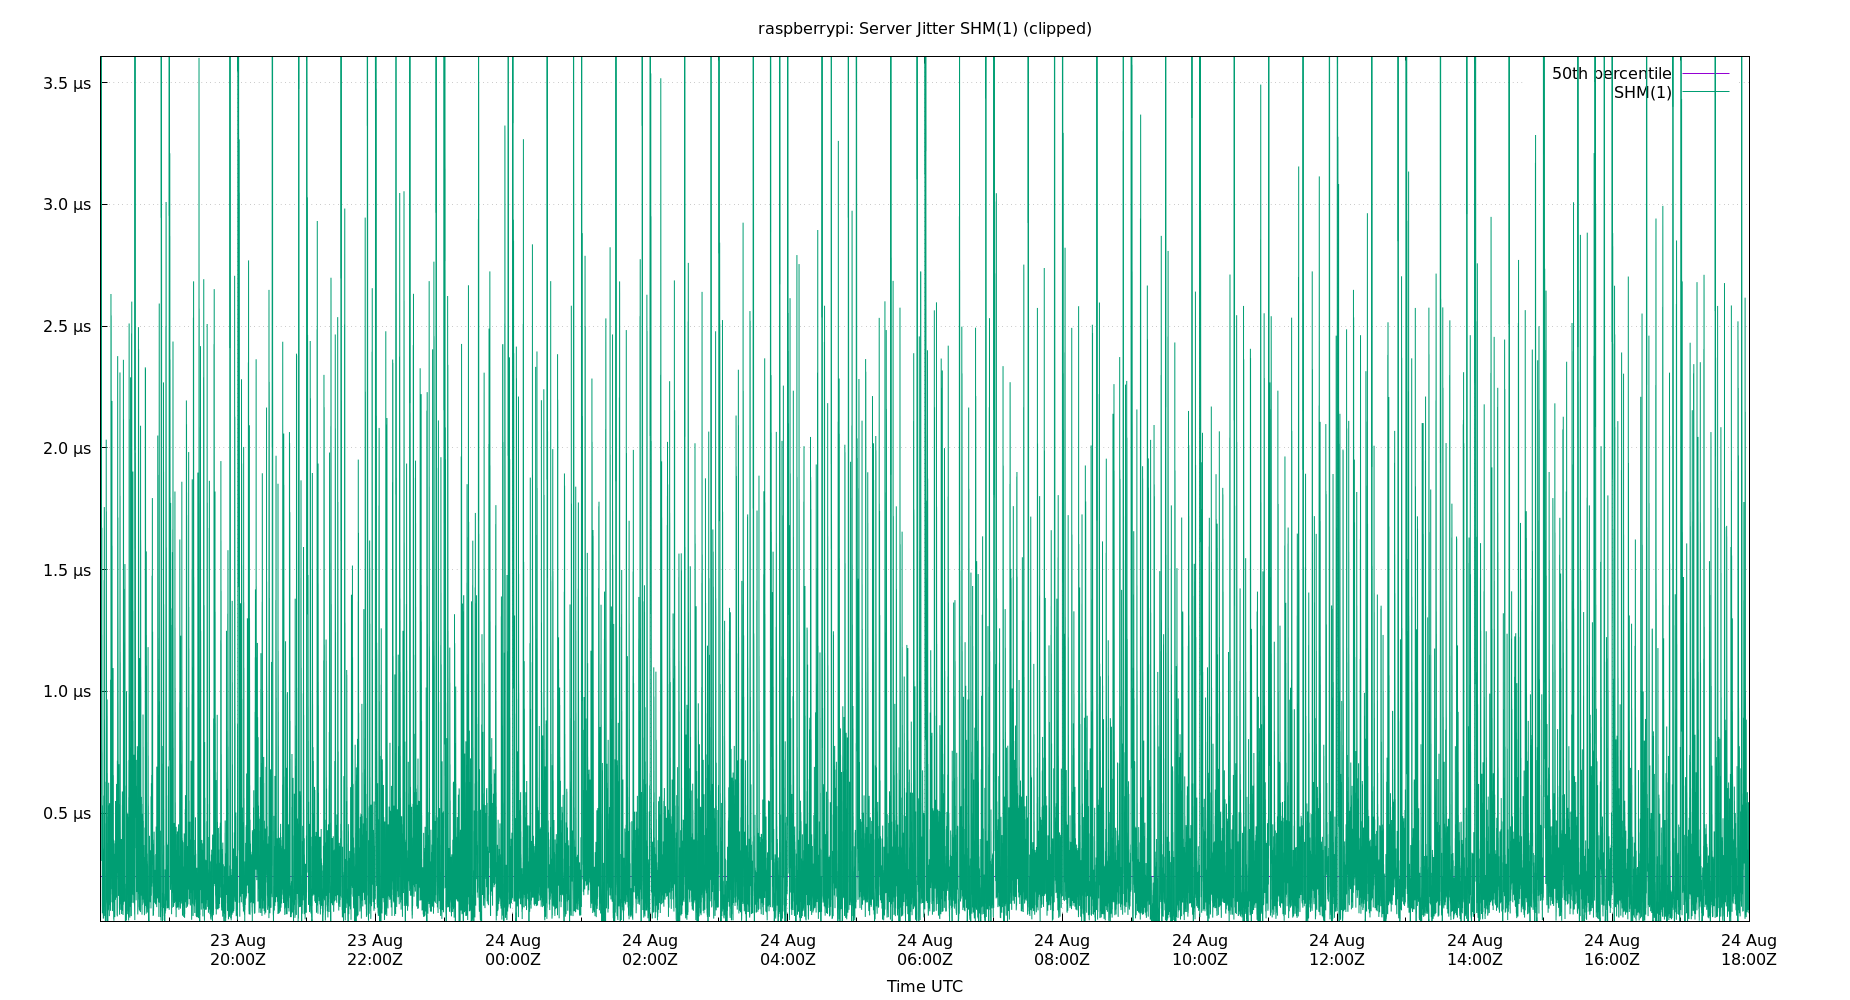 raspberrypi: Server Jitter SHM(1) (clipped)
50th percentile
SHM(1)
3.5 µs
3.0 µs
2.5 µs
2.0 µs
1.5 µs
1.0 µs
0.5 µs
23 Aug 23 Aug 24 Aug 24 Aug 24 Aug 24 Aug 24 Aug 24 Aug 24 Aug 24 Aug 24 Aug 24 Aug
20:00Z 22:00Z 00:00Z 02:00Z 04:00Z 06:00Z 08:00Z 10:00Z 12:00Z 14:00Z 16:00Z 18:00Z
Time UTC